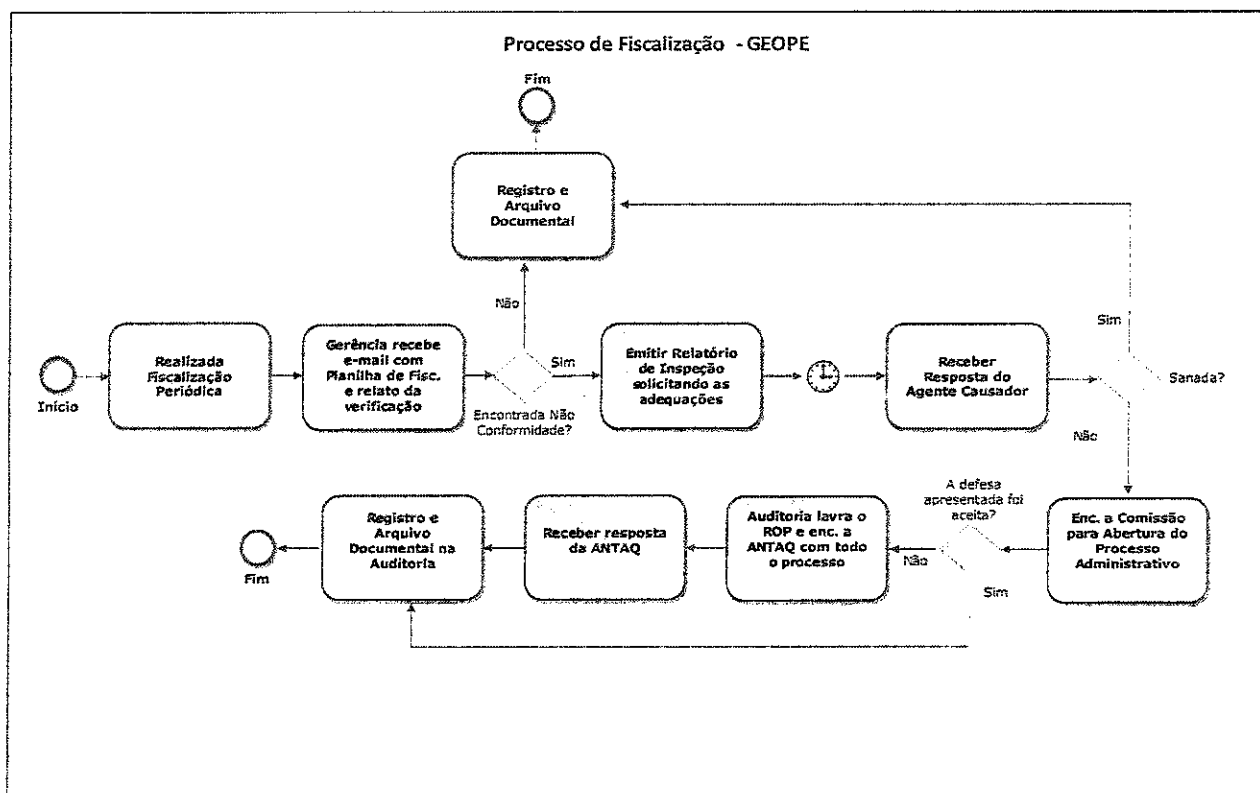 Processo de Fiscalização - GEOPE
Fim
Registro e
Arquivo
Documental
Não
Sim
Início
Realizada
Fiscalização
Periódica
Gerência recebe
e-mail com
Planilha de Fisc.
e relato da
verificação
Sim
Encontrada Não
Conformidade?
Emitir Relatório
de Inspeção
solicitando as
adequações
Receber
Resposta do
Agente Causador
Sanada?
Não
Enc. a Comissão
para Abertura do
Processo
Administrativo
A defesa
apresentada foi
aceita?
Não
Sim
Auditoria lavra o
ROP e enc. a
ANTAQ com todo
o processo
Receber resposta
da ANTAQ
Registro e
Arquivo
Documental na
Auditoria
Fim